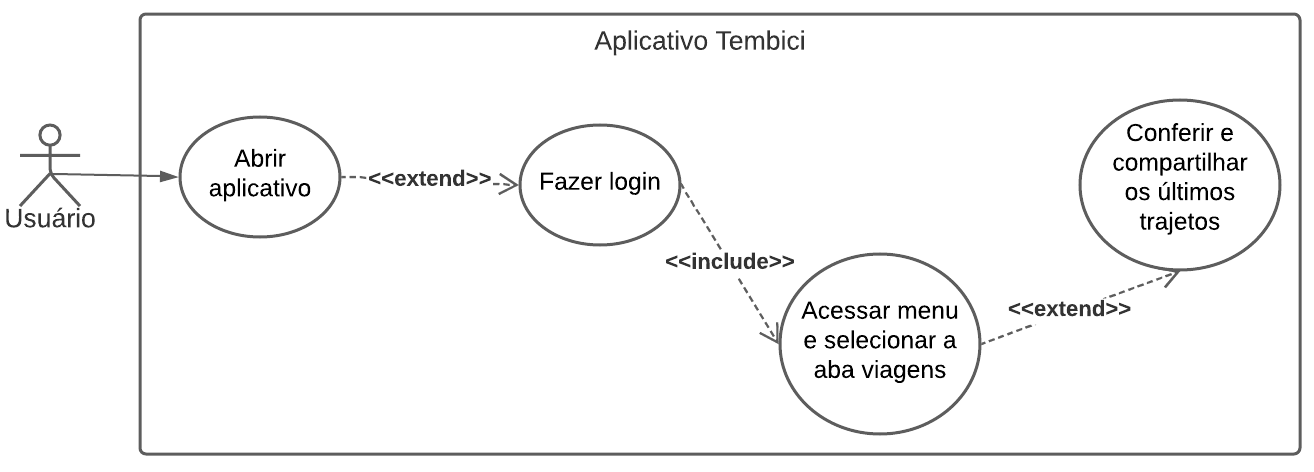 Aplicativo Tembici
Abrir
aplicativo
<<extend>>
Fazer login
Conferir e
compartilhar
os últimos
trajetos
Usuário
<<include>>
Acessar menu
e selecionar a
aba viagens
<<extend>>